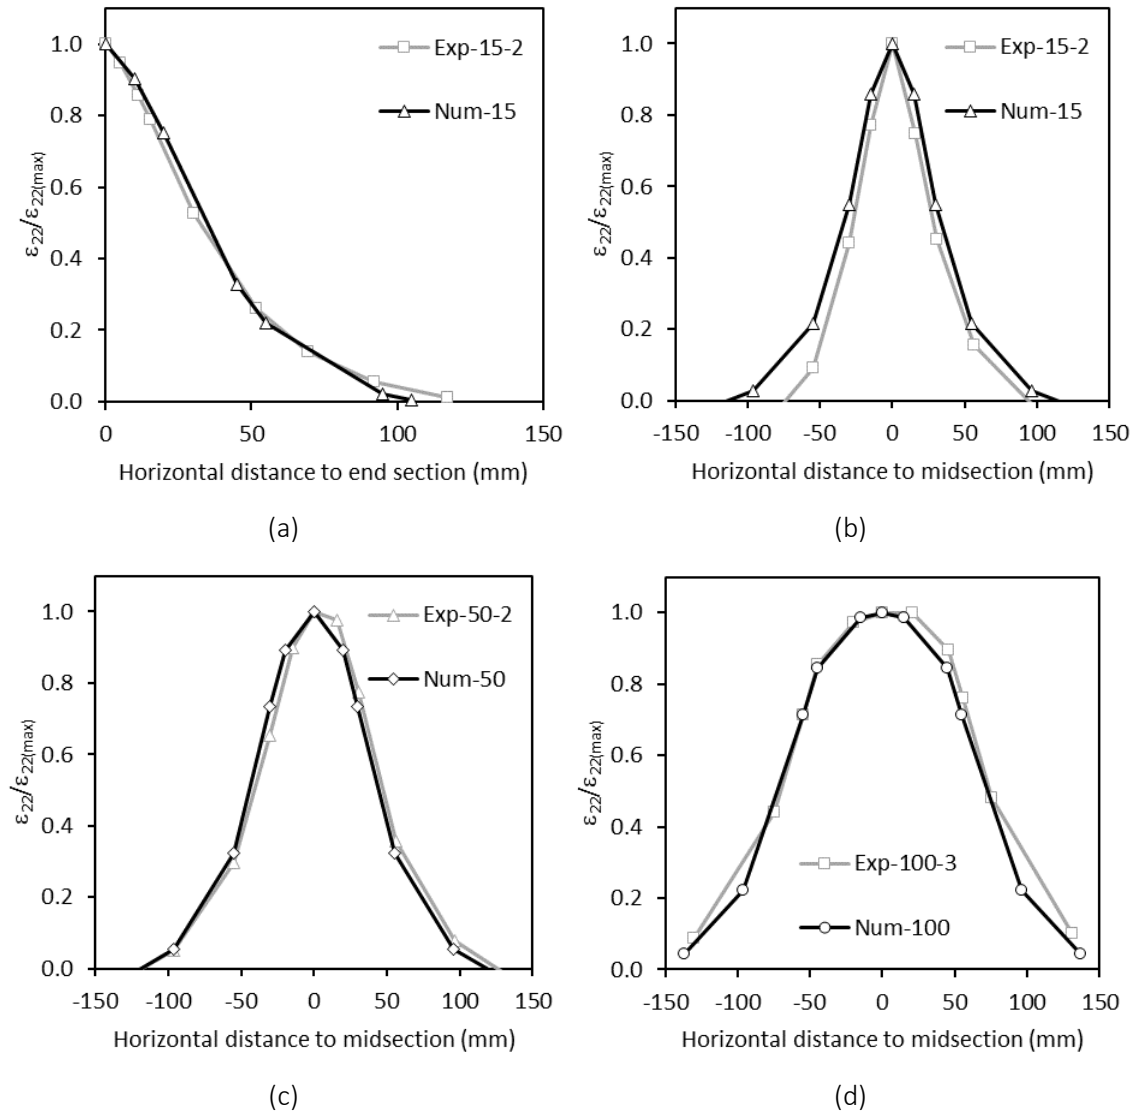 1.0
0.8
0.6
0.4
0.2
0.0
ε22/ε22(max)
Exp-15-2
Num-15
0 50 100 150
Horizontal distance to end section (mm)
(a)
1.0
0.8
0.6
0.4
0.2
0.0
ε22/ε22(max)
Exp-15-2
Num-15
-150 -100 -50 0 50 100 150
Horizontal distance to midsection (mm)
(b)
1.0
0.8
0.6
0.4
0.2
0.0
ε22/ε22(max)
Exp-50-2
Num-50
-150 -100 -50 0 50 100 150
Horizontal distance to midsection (mm)
(c)
1.0
0.8
0.6
0.4
0.2
0.0
ε22/ε22(max)
Exp-100-3
Num-100
-150 -100 -50 0 50 100 150
Horizontal distance to midsection (mm)
(d)